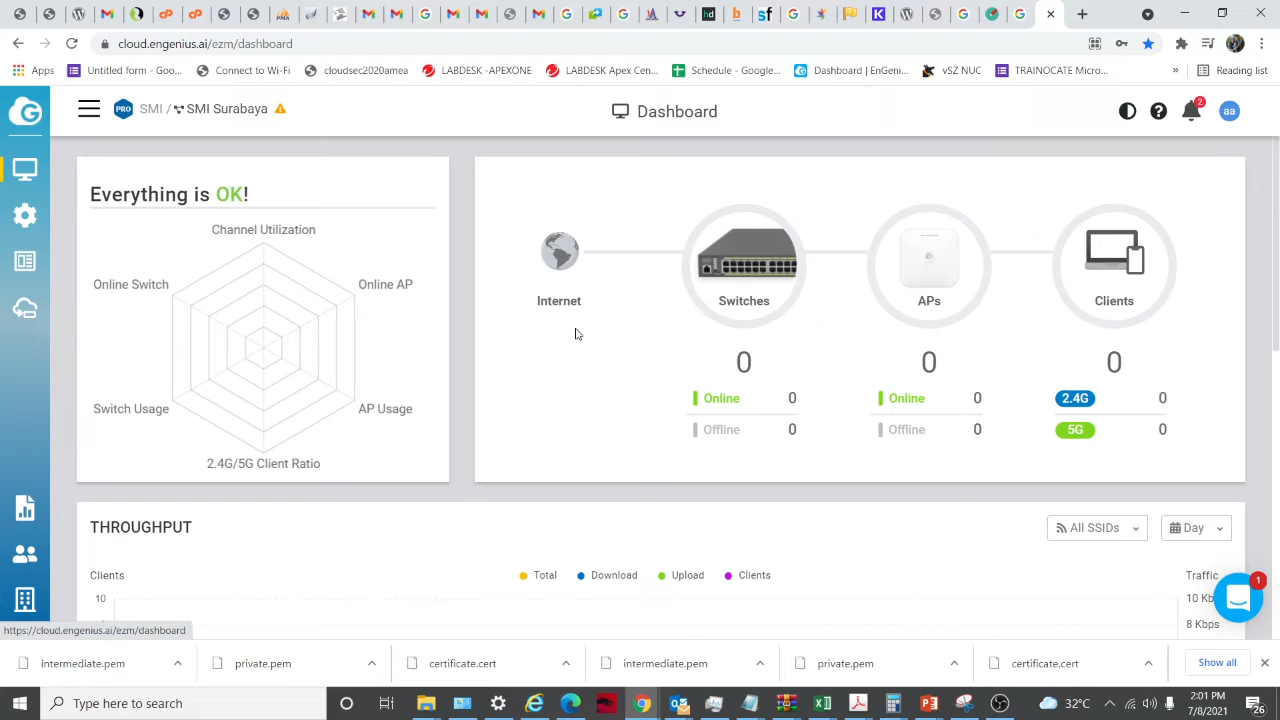 cloud.engenius.ai/ezm/dashboard
Apps
Untitled form - Goo...
Connect to Wi-Fi
cloudsec2020amea
LABDESK -APEXONE
LABDESK Apex Cen...
Schedule - Google...
Dashboard | EnGeni...
vSZ NUC
TRAINOCATE Micro...
»
Reading list
PRO SMI / SMI Surabaya
Dashboard
2
aa
Everything is OK!
Channel Utilization
Online Switch
Online AP
Switch Usage
AP Usage
2.4G/5G Client Ratio
Internet
Switches
APs
Clients
0 0 0
Online 0
Online 0
2.4G 0
Offline 0
Offline 0
5G 0
THROUGHPUT
All SSIDs
Day
Clients
Total
Download
Upload
Clients
Traffic
10
10 Kb
8 Kbps
1
https://cloud.engenius.ai/ezm/dashboard
intermediate.pem
private.pem
certificate.cert
intermediate.pem
private.pem
certificate.cert
Show all
Type here to search
32°C
2:01 PM
7/8/2021
26